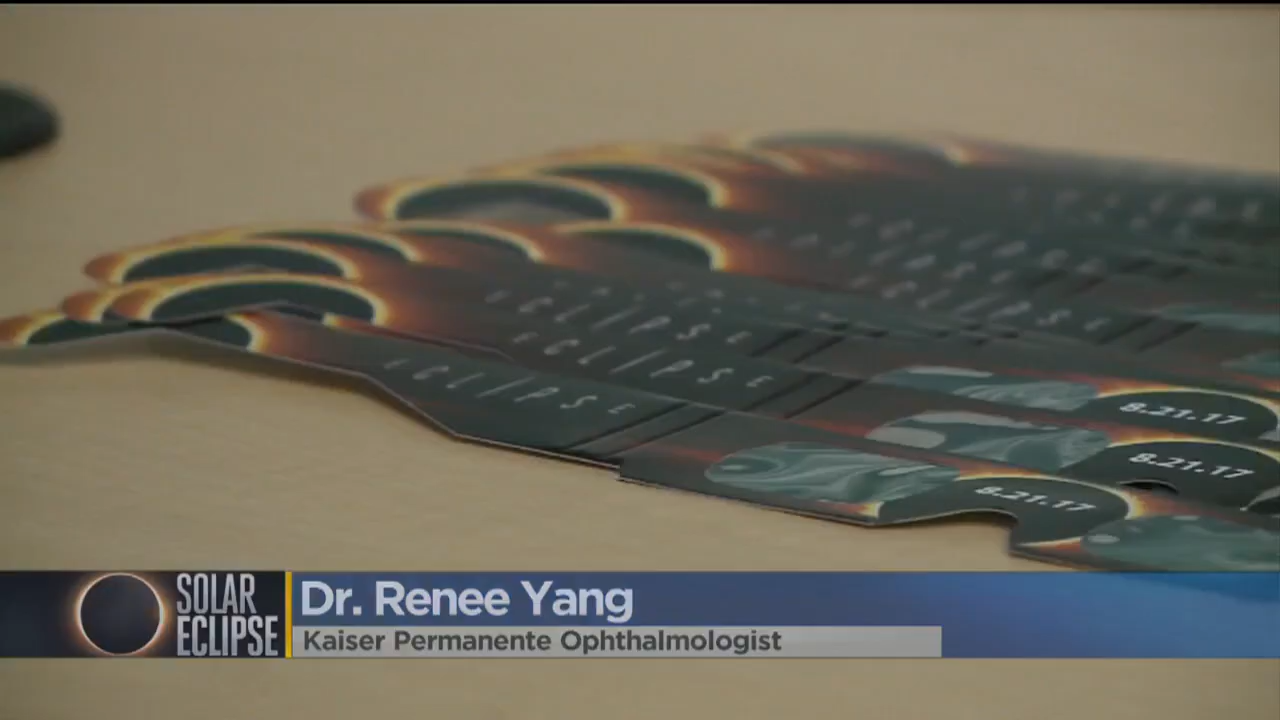 ECLIPSE
ECLIPSE
ECLIPSE
8.21.17
8.21.17
8.21.17
SOLAR
ECLIPSE
Dr. Renee Yang
Kaiser Permanente Ophthalmologist